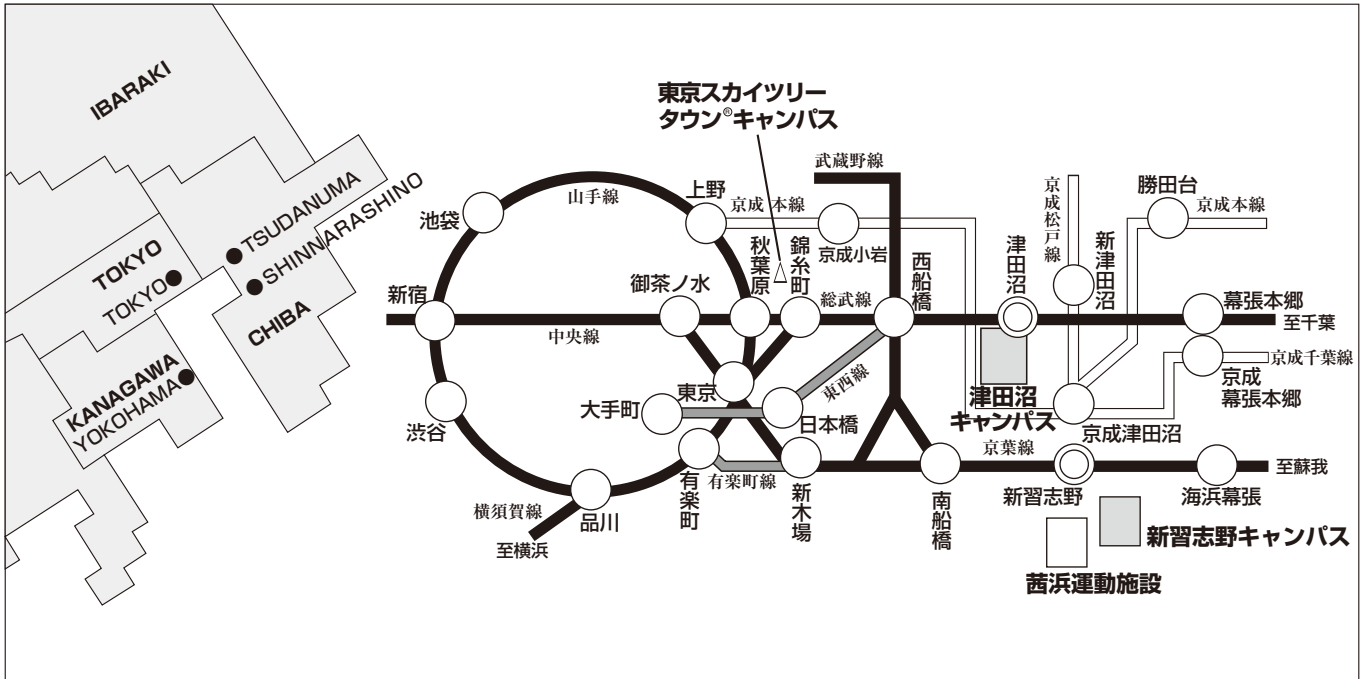 IBARAKI
TOKYO
TOKYO
TSUDANUMA
SHINNARASHINO
CHIBA
KANAGAWA
YOKOHAMA
東京スカイツリー
タウン®キャンパス
武蔵野線
山手線
上野
京成本線
京成小岩
池袋
秋葉原
錦糸町
西船橋
津田沼
京成松戸線
新津田沼
勝田台
京成本線
新宿
御茶ノ水
総武線
中央線
幕張本郷
至千葉
京成千葉線
京成
幕張本郷
東京
東西線
大手町
日本橋
津田沼
キャンパス
京成津田沼
渋谷
有楽町
有楽町線
新木場
南船橋
京葉線
新習志野
海浜幕張
至蘇我
品川
横須賀線
至横浜
新習志野キャンパス
茜浜運動施設